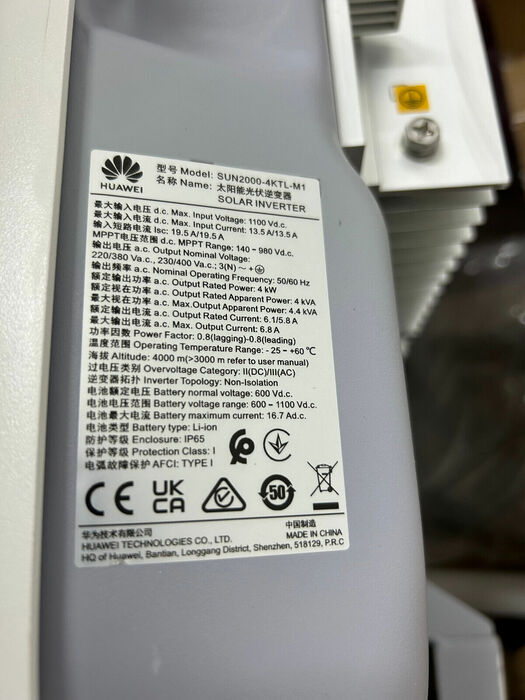 HUAWEI
型号 Model: SUN2000-4KTL-M1
名称 Name: 太阳能光伏逆变器
SOLAR INVERTER
最大输入电压 d.c. Max. Input Voltage: 1100 Vd.c.
最大输入电流 d.c. Max. Input Current: 13.5 A/13.5 A
输入短路电流 Isc: 19.5 A/19.5 A
MPPT电压范围 d.c. MPPT Range: 140 – 980 Vd.c.
输出电压 a.c. Output Nominal Voltage:
220/380 Va.c., 230/400 Va.c.; 3(N) ~ +
输出频率 a.c. Nominal Operating Frequency: 50/60 Hz
额定输出功率 a.c. Output Rated Power: 4 kW
额定视在功率 a.c. Output Rated Apparent Power: 4 kVA
最大视在功率 a.c. Max.Output Apparent Power: 4.4 kVA
额定输出电流 a.c. Output Rated Current: 6.1/5.8 A
最大输出电流 a.c. Max. Output Current: 6.8 A
功率因数 Power Factor: 0.8(lagging)-0.8(leading)
温度范围 Operating Temperature Range: - 25 ~ +60 ℃
海拔 Altitude: 4000 m(>3000 m refer to user manual)
过电压类别 Overvoltage Category: II(DC)/III(AC)
逆变器拓扑 Inverter Topology: Non-Isolation
电池额定电压 Battery normal voltage: 600 Vd.c.
电池电压范围 Battery voltage range: 600 – 1100 Vd.c.
电池最大电流 Battery maximum current: 16.7 Ad.c.
电池类型 Battery type: Li-ion
防护等级 Enclosure: IP65
保护等级 Protection Class: I
电弧故障保护 AFCI: TYPE I
CE UK CA 50
华为技术有限公司
HUAWEI TECHNOLOGIES CO., LTD.
中国制造
MADE IN CHINA
HQ of Huawei, Bantian, Longgang District, Shenzhen, 518129, P.R.C